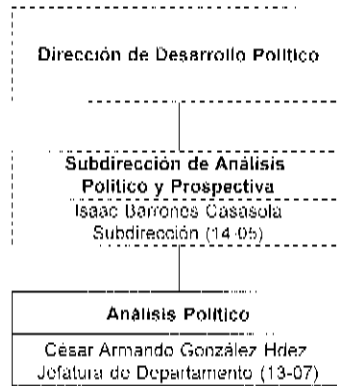 Dirección de Desarrollo Político
Subdirección de Análisis
Político y Prospectiva
Isaac Barrones Casasola
Subdirección (14-05)
Análisis Político
César Armando González Hdez
Jefatura de Departamento (13-07)